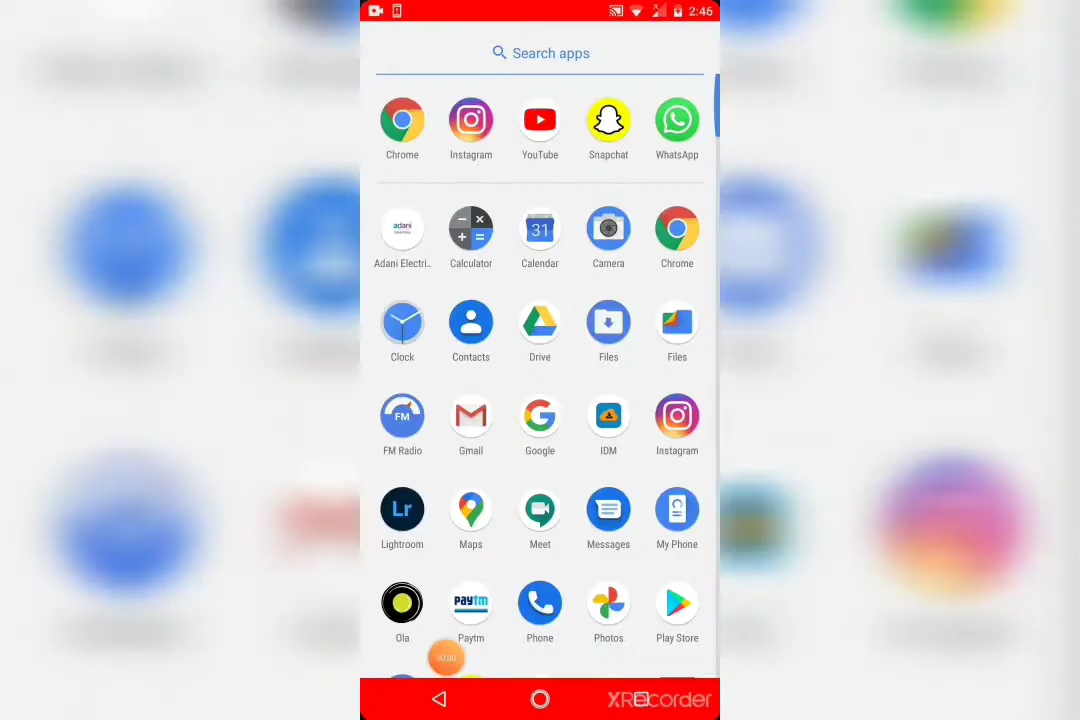 2:46
Search apps
Chrome Instagram YouTube Snapchat WhatsApp
adani
31
Adani Electri.. Calculator Calendar Camera Chrome
Clock Contacts Drive Files Files
FM
FM Radio Gmail Google IDM Instagram
Lr
Lightroom Maps Meet Messages My Phone
paytm
Ola Paytm Phone Photos Play Store
00:00
XRecorder